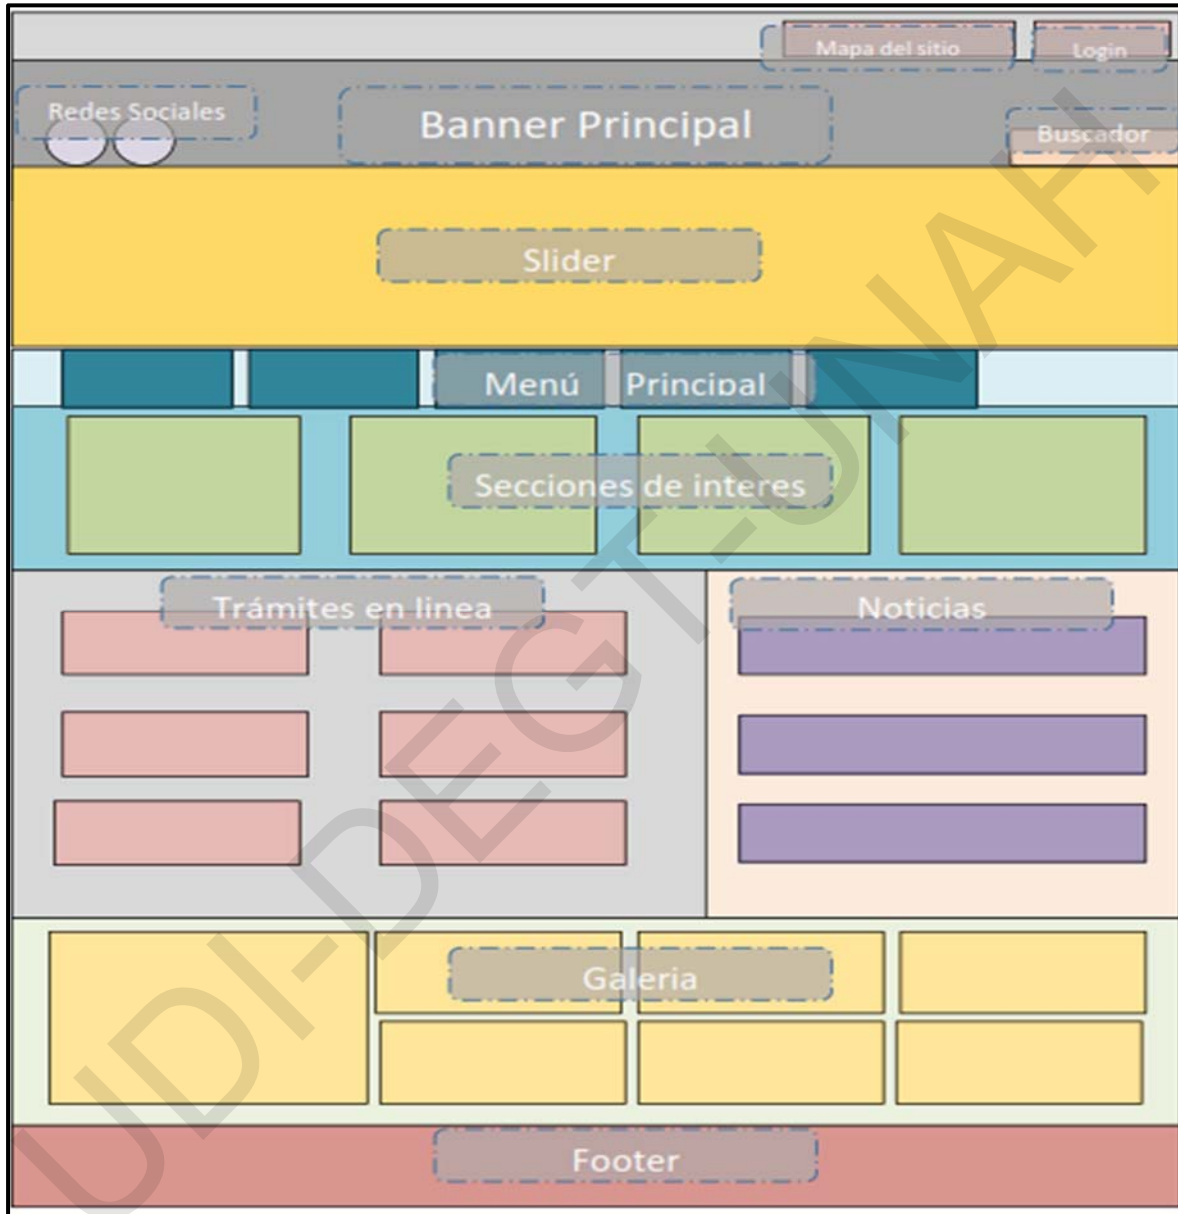 Mapa del sitio
Login
Redes Sociales
Banner Principal
Buscador
Slider
Menú Principal
Secciones de interes
Trámites en linea
Noticias
Galeria
Footer
UDI-DEGT-UNAH